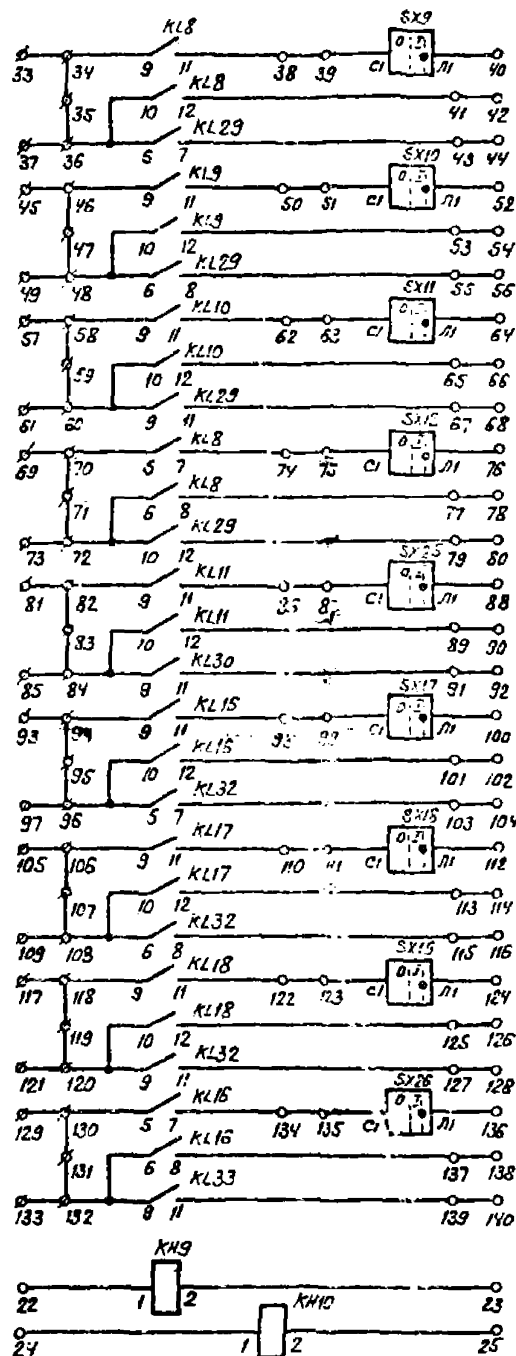 KL8 SX9
O
33 34 9 11 38 39 C1 Л1 40
35 KL8
10 12 41 42
KL29
37 36 6 7 43 44
KL9 SX10
45 46 9 11 50 51 C1 Л1 52
47 KL9
10 12 53 54
KL29
49 48 6 8 55 56
KL10 SX11
57 58 9 11 62 63 C1 Л1 64
59 KL10
10 12 65 66
KL29
61 60 9 11 67 68
KL8
69 70 5 7 74 75 C1 Л1 76
71 KL8
6 8 77 78
KL29
73 72 10 12 79 80
KL11 SX25
81 82 9 11 86 87 C1 Л1 88
83 KL11
10 12 89 90
KL30
85 84 8 11 91 92
KL15 SX17
93 94 9 11 99 C1 Л1 100
95
10 12 101 102
KL32
97 96 5 7 103 104
KL17
105 106 9 11 110 111 C1 Л1 112
107 KL17
10 12 113 114
KL32
109 108 6 8 115 116
KL18
117 118 9 11 122 123 C1 Л1 124
119 KL18
10 12 125 126
KL32
121 120 9 11 127 128
KL16 SX26
129 130 5 7 134 135 C1 Л1 136
131 KL16
6 8 137 138
KL33
133 132 8 11 139 140
KH9
22 1 2 23
KH10
24 1 2 25